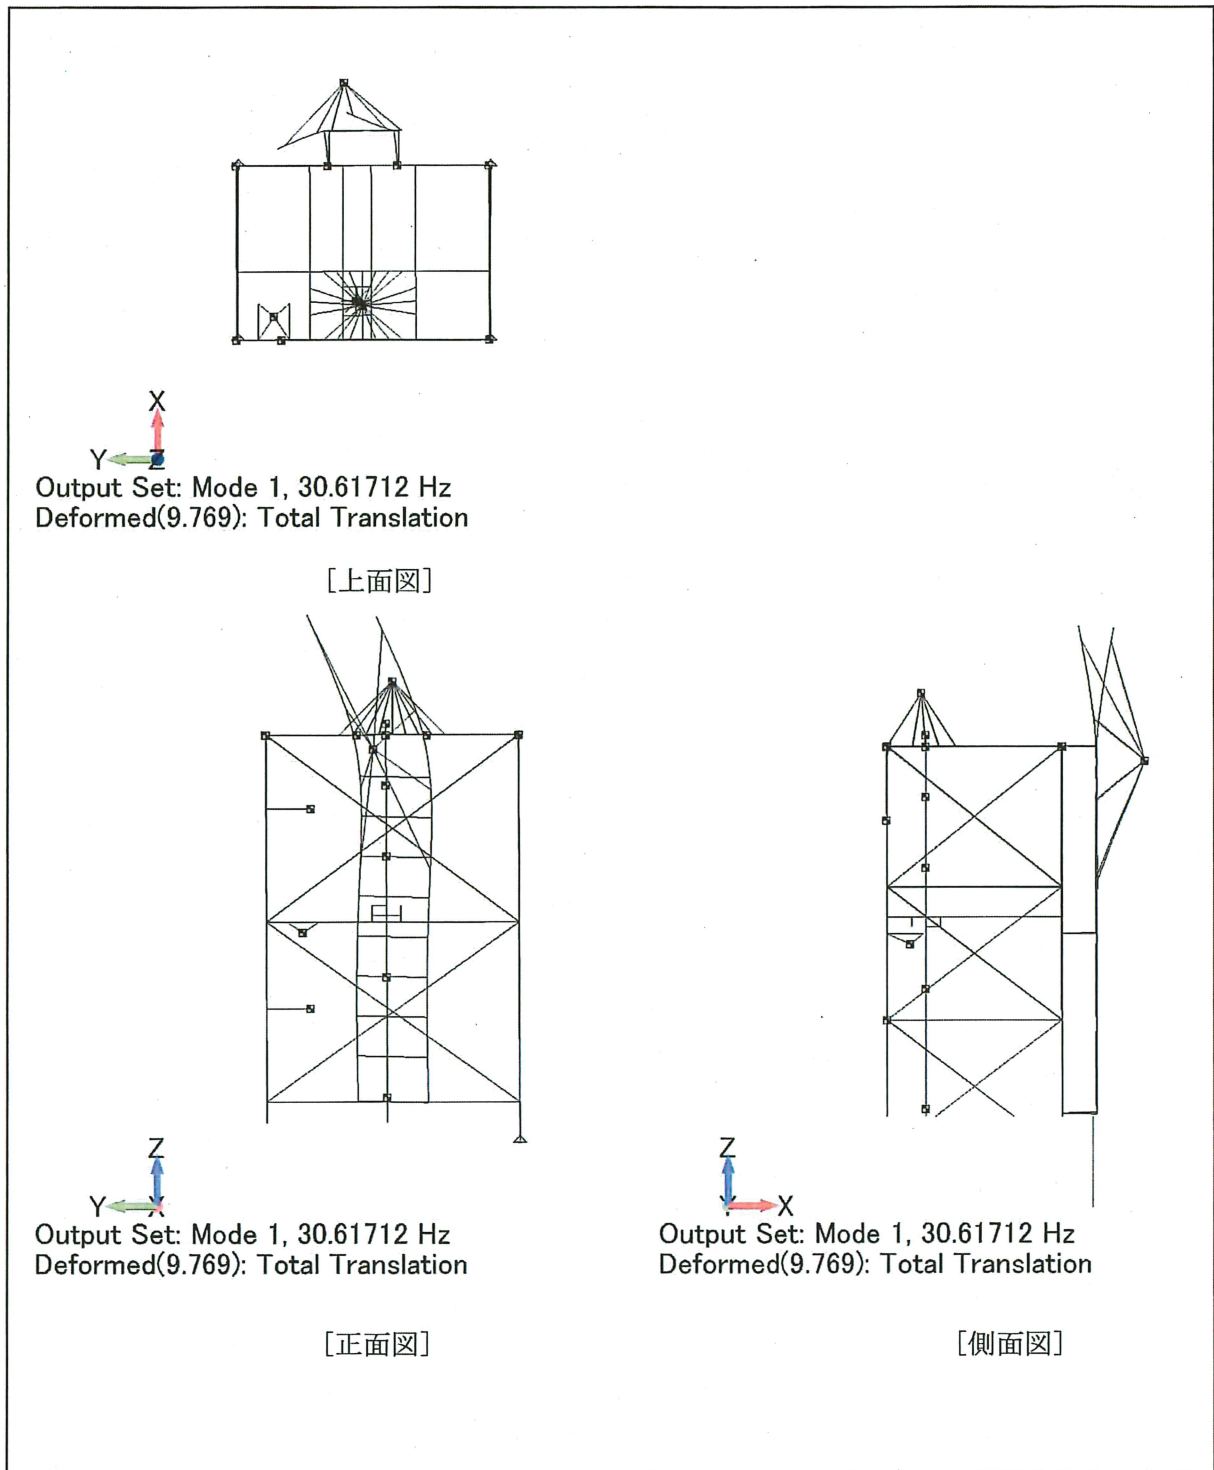 X
Y Z
Output Set: Mode 1, 30.61712 Hz
Deformed(9.769): Total Translation
[上面図]
Z
Y X
Output Set: Mode 1, 30.61712 Hz
Deformed(9.769): Total Translation
[正面図]
Z
Y X
Output Set: Mode 1, 30.61712 Hz
Deformed(9.769): Total Translation
[側面図]